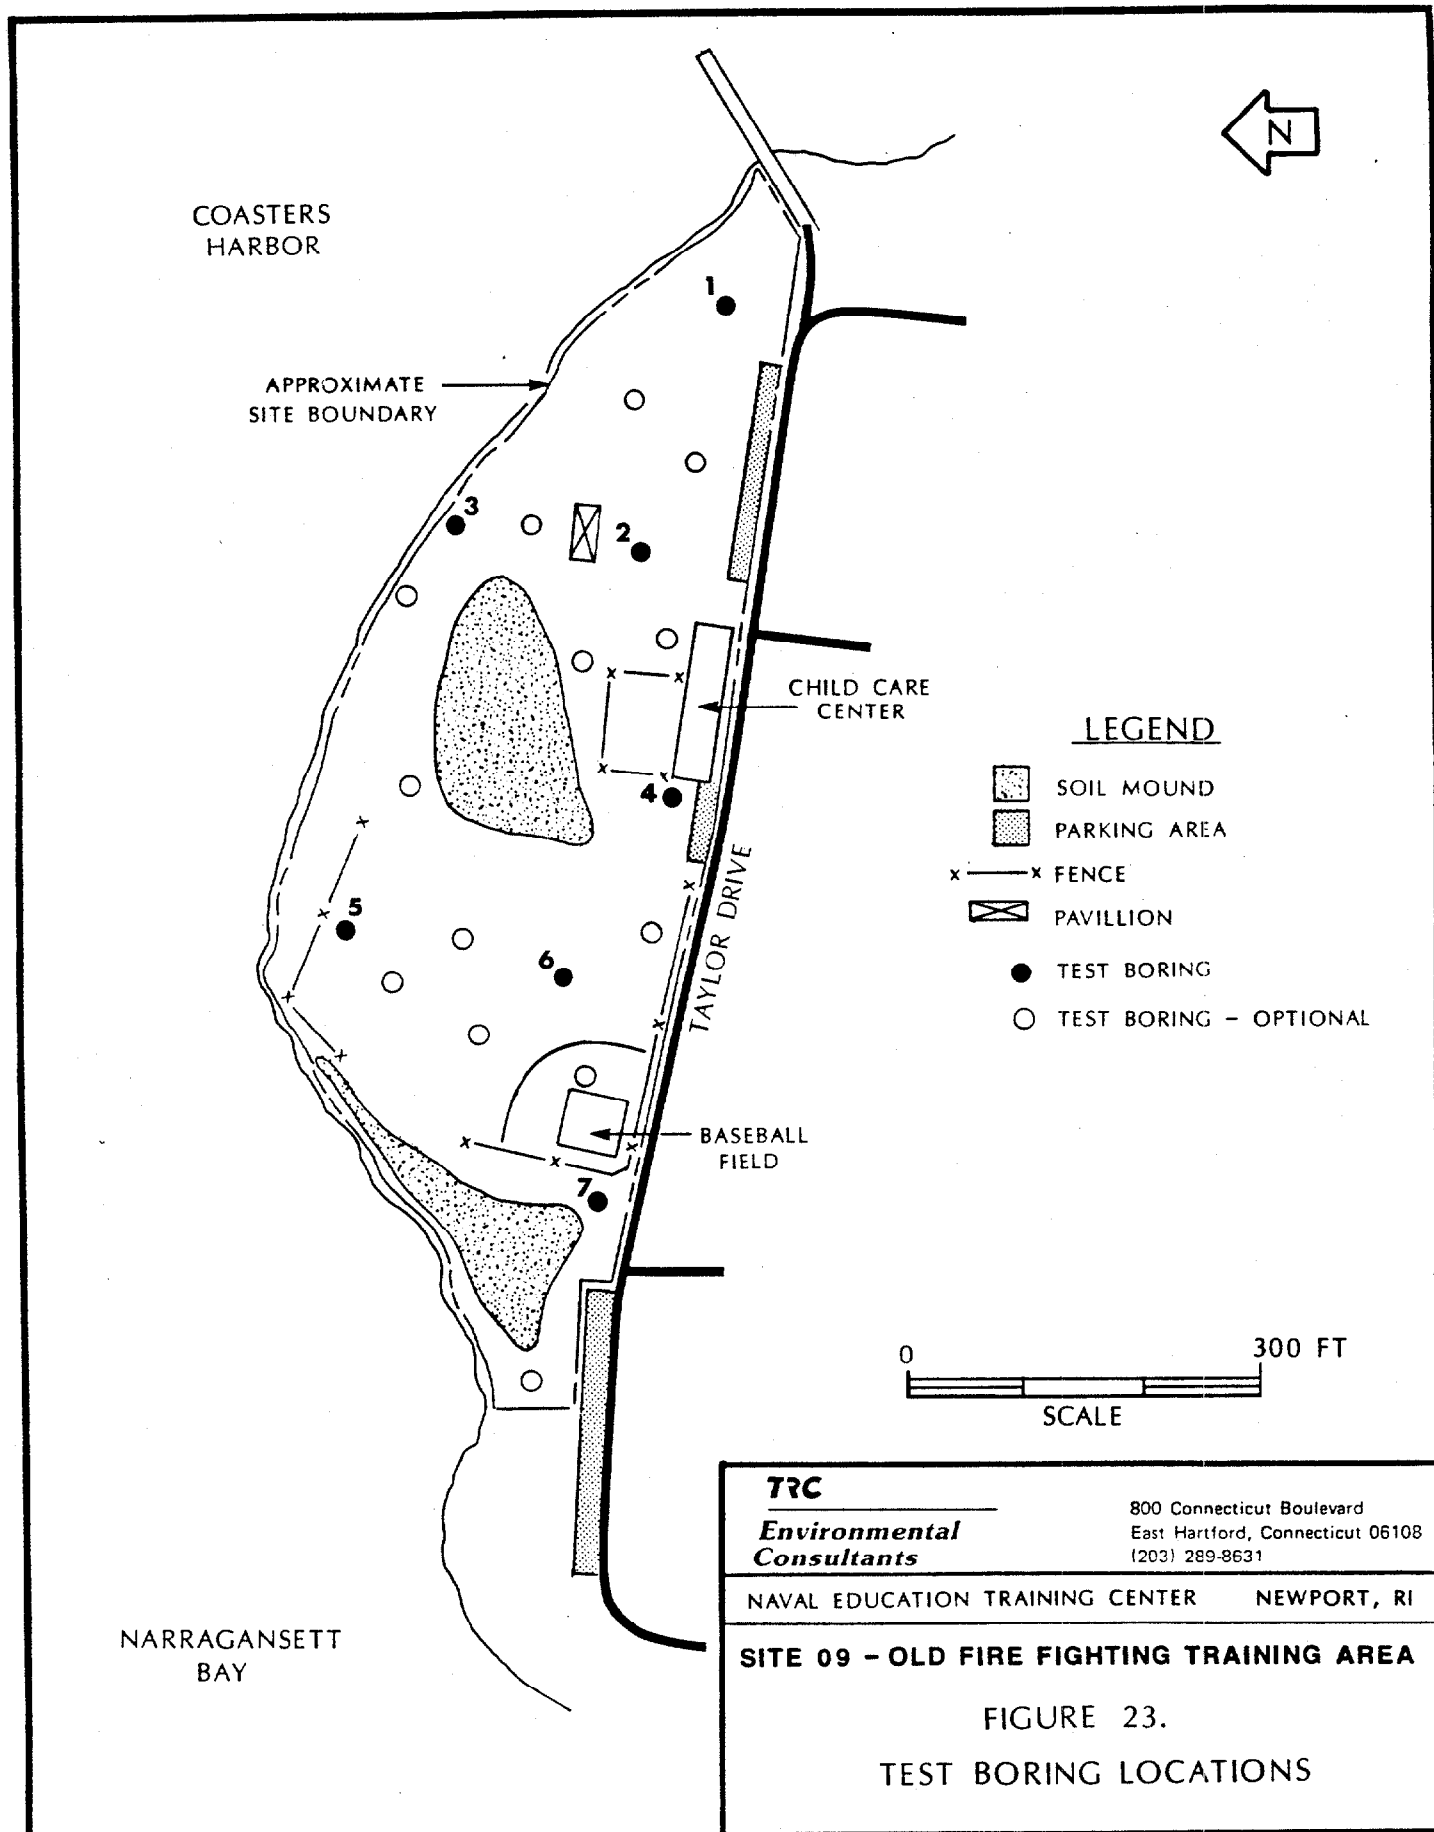 N
COASTERS
HARBOR
1
APPROXIMATE
SITE BOUNDARY
3
2
CHILD CARE
CENTER
4
TAYLOR DRIVE
5
6
BASEBALL
FIELD
7
LEGEND
SOIL MOUND
PARKING AREA
x x FENCE
PAVILLION
TEST BORING
TEST BORING - OPTIONAL
0 300 FT
SCALE
NARRAGANSETT
BAY
TRC
Environmental
Consultants
800 Connecticut Boulevard
East Hartford, Connecticut 06108
(203) 289-8631
NAVAL EDUCATION TRAINING CENTER NEWPORT, RI
SITE 09 - OLD FIRE FIGHTING TRAINING AREA
FIGURE 23.
TEST BORING LOCATIONS